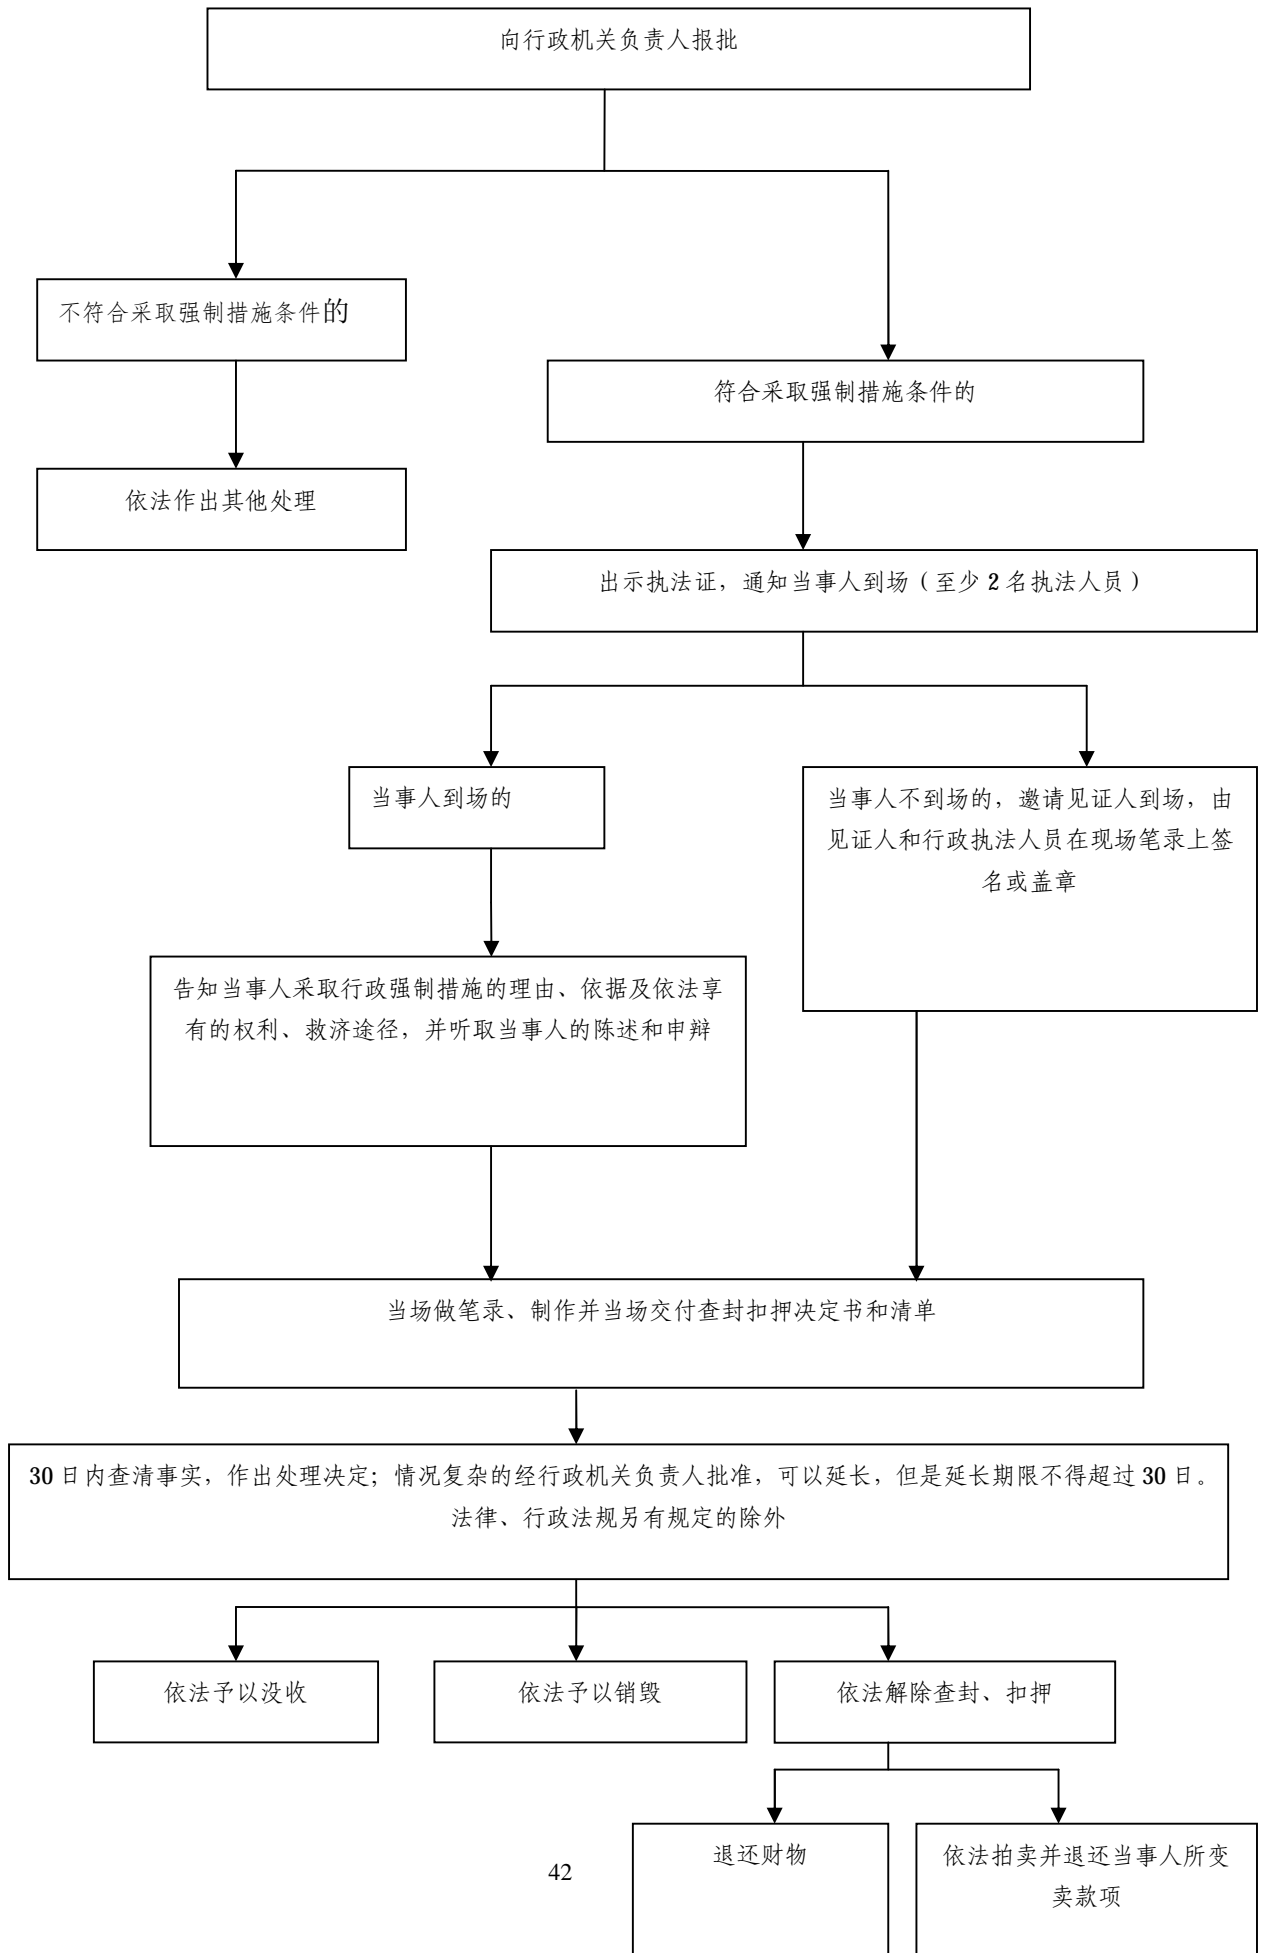 向行政机关负责人报批
不符合采取强制措施条件的
符合采取强制措施条件的
依法作出其他处理
出示执法证，通知当事人到场（至少 2 名执法人员）
当事人到场的
当事人不到场的，邀请见证人到场，由
见证人和行政执法人员在现场笔录上签
名或盖章
告知当事人采取行政强制措施的理由、依据及依法享
有的权利、救济途径，并听取当事人的陈述和申辩
当场做笔录、制作并当场交付查封扣押决定书和清单
30 日内查清事实，作出处理决定；情况复杂的经行政机关负责人批准，可以延长，但是延长期限不得超过 30 日。
法律、行政法规另有规定的除外
依法予以没收
依法予以销毁
依法解除查封、扣押
退还财物
依法拍卖并退还当事人所变
卖款项
42